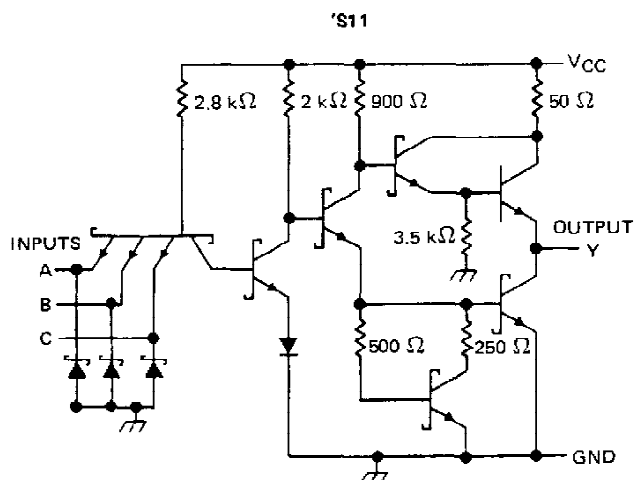 'S11
VCC
2.8 kΩ
2 kΩ
900 Ω
50 Ω
INPUTS
A
B
C
3.5 kΩ
OUTPUT
Y
500 Ω
250 Ω
GND